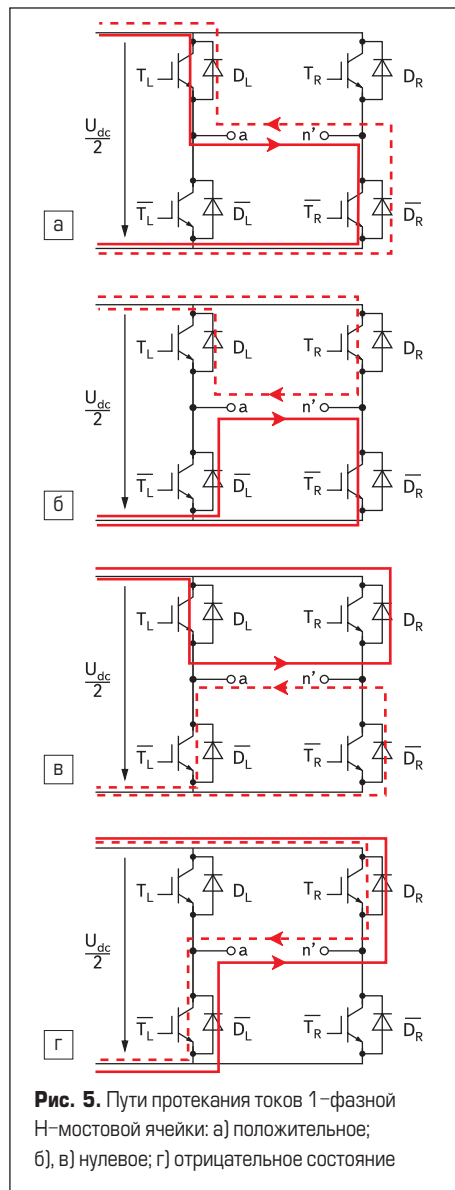 T_L D_L T_R D_R
U_dc
2
a n'
T̅_L D̅_L T̅_R D̅_R
а
T_L D_L T_R D_R
U_dc
2
a n'
T̅_L D̅_L T̅_R D̅_R
б
T_L D_L T_R D_R
U_dc
2
a n'
T̅_L D̅_L T̅_R D̅_R
в
T_L D_L T_R D_R
U_dc
2
a n'
T̅_L D̅_L T̅_R D̅_R
г
Рис. 5. Пути протекания токов 1-фазной
Н-мостовой ячейки: а) положительное;
б), в) нулевое; г) отрицательное состояние